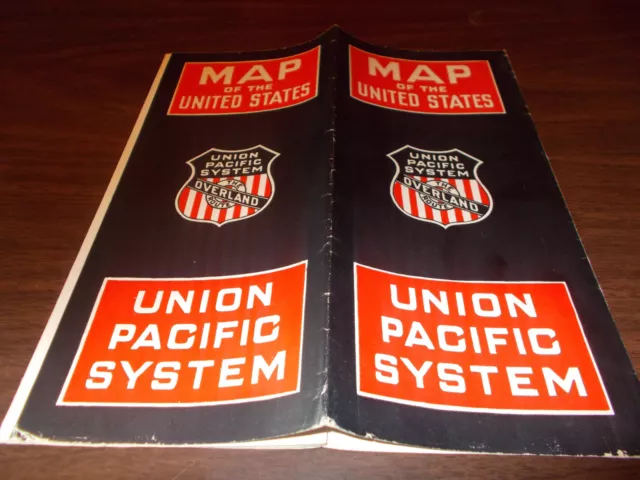 MAP
OF THE
UNITED STATES
UNION
PACIFIC
SYSTEM
THE
OVERLAND
ROUTE
UNION
PACIFIC
SYSTEM
MAP
OF THE
UNITED STATES
UNION
PACIFIC
SYSTEM
THE
OVERLAND
ROUTE
UNION
PACIFIC
SYSTEM